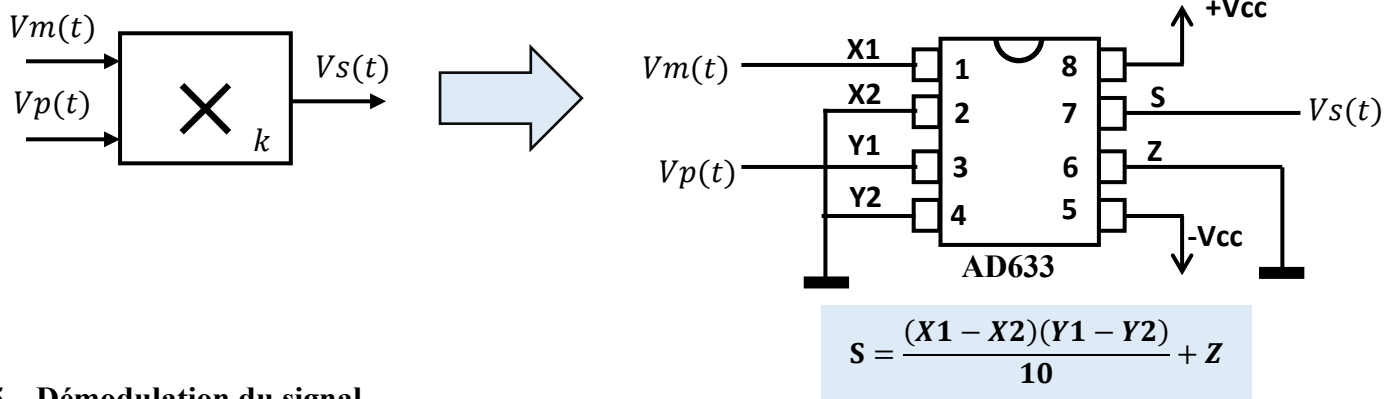 Vm(t)
Vp(t)
Vs(t)
k
Vm(t)
Vp(t)
X1
X2
Y1
Y2
1
2
3
4
8
7
6
5
+Vcc
S
Vs(t)
Z
-Vcc
AD633
S = (X1 − X2)(Y1 − Y2) / 10 + Z
Démodulation du signal